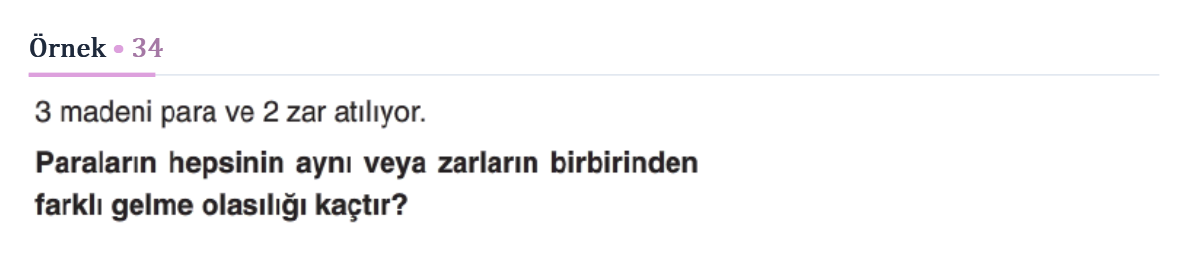 Örnek • 34
3 madeni para ve 2 zar atılıyor.
Paraların hepsinin aynı veya zarların birbirinden
farklı gelme olasılığı kaçtır?